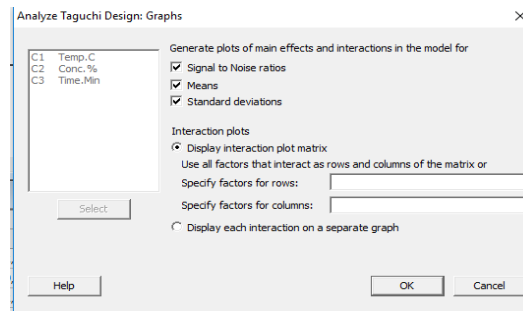 Analyze Taguchi Design: Graphs
C1 Temp.C
C2 Conc.%
C3 Time.Min
Select
Generate plots of main effects and interactions in the model for
Signal to Noise ratios
Means
Standard deviations
Interaction plots
Display interaction plot matrix
Use all factors that interact as rows and columns of the matrix or
Specify factors for rows:
Specify factors for columns:
Display each interaction on a separate graph
Help
OK
Cancel